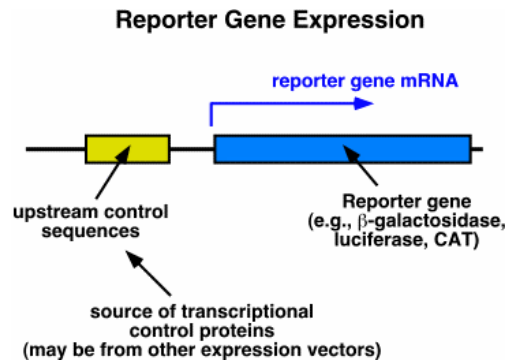 Reporter Gene Expression
reporter gene mRNA
upstream control
sequences
Reporter gene
(e.g., β-galactosidase,
luciferase, CAT)
source of transcriptional
control proteins
(may be from other expression vectors)